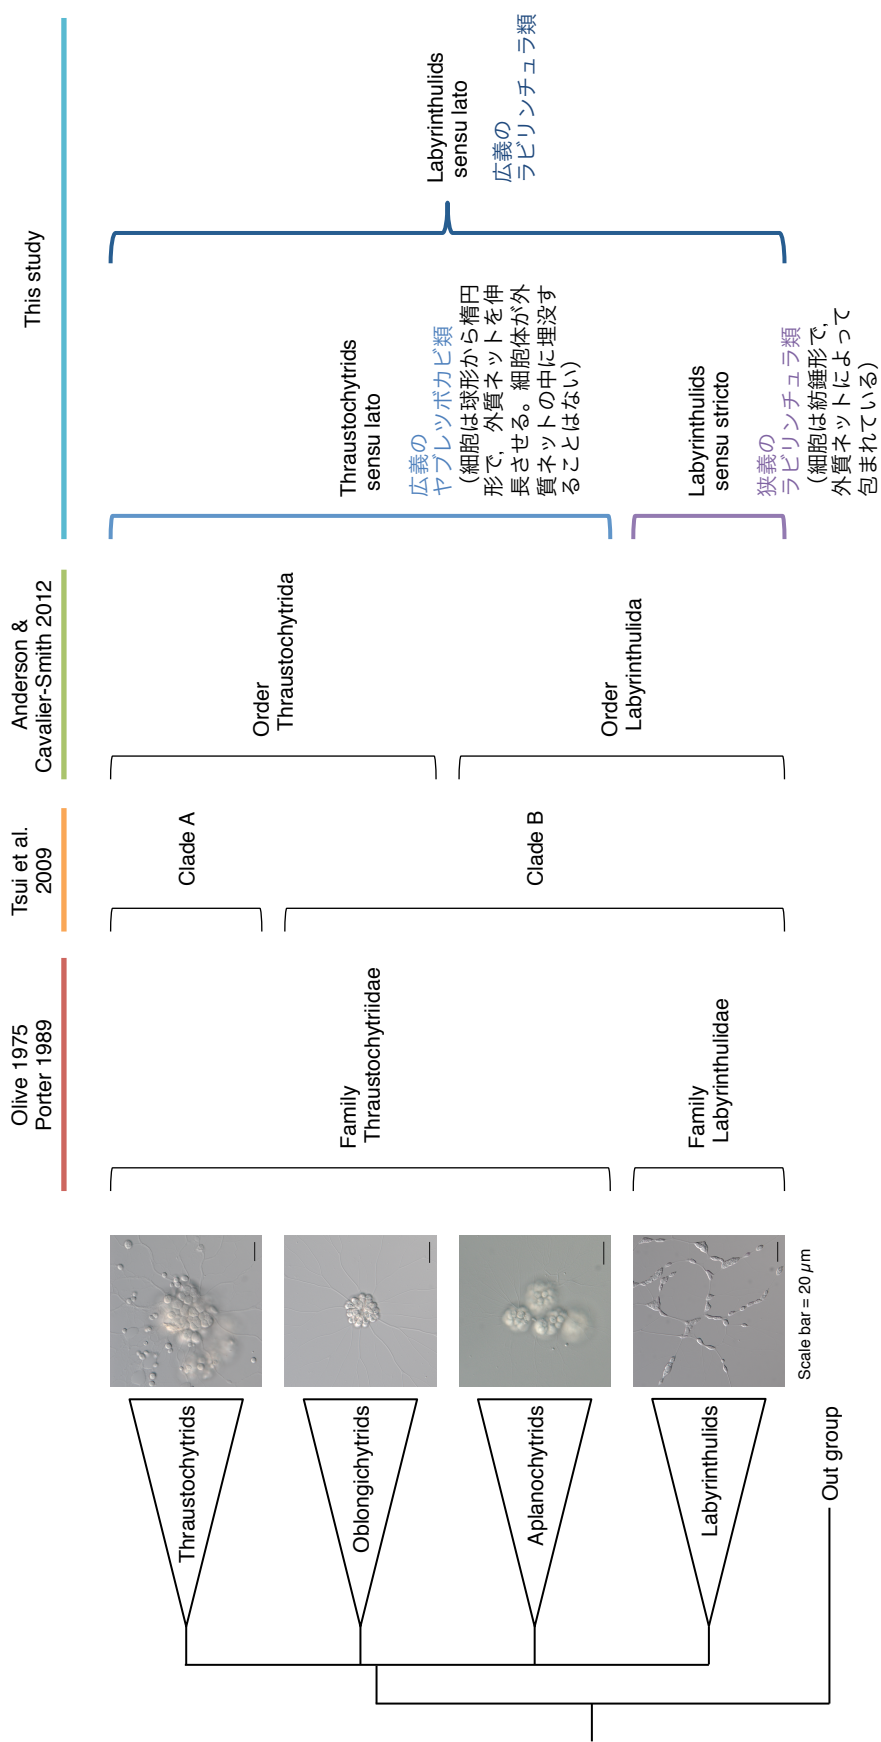 Olive 1975
Porter 1989
Tsui et al.
2009
Anderson &
Cavalier-Smith 2012
This study
Thraustochytrids
Oblongichytrids
Aplanochytrids
Labyrinthulids
Out group
Scale bar = 20 μm
Family
Thraustochytriidae
Family
Labyrinthulidae
Clade A
Clade B
Order
Thraustochytrida
Order
Labyrinthulida
Thraustochytrids
sensu lato
広義の
ヤブレツボカビ類
（細胞は球形から楕円
形で，外質ネットを伸
長させる。細胞体が外
質ネットの中に埋没す
ることはない）
Labyrinthulids
sensu stricto
狭義の
ラビリンチュラ類
（細胞は紡錘形で，
外質ネットによって
包まれている）
Labyrinthulids
sensu lato
広義の
ラビリンチュラ類